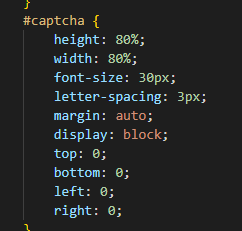 }
#captcha {
    height: 80%;
    width: 80%;
    font-size: 30px;
    letter-spacing: 3px;
    margin: auto;
    display: block;
    top: 0;
    bottom: 0;
    left: 0;
    right: 0;
}